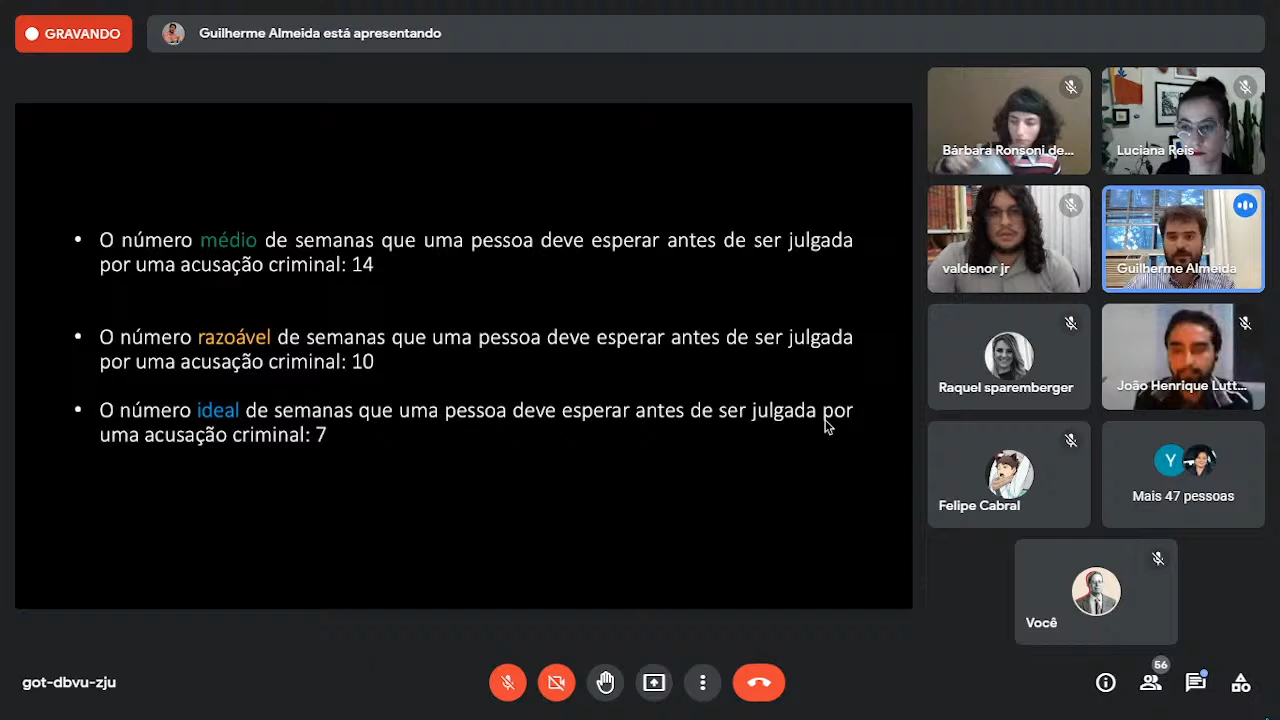 GRAVANDO
Guilherme Almeida está apresentando
• O número médio de semanas que uma pessoa deve esperar antes de ser julgada
por uma acusação criminal: 14
• O número razoável de semanas que uma pessoa deve esperar antes de ser julgada
por uma acusação criminal: 10
• O número ideal de semanas que uma pessoa deve esperar antes de ser julgada por
uma acusação criminal: 7
Bárbara Ronsoni de...
Luciana Reis
valdenor jr
Guilherme Almeida
Raquel sparemberger
João Henrique Lutt...
Felipe Cabral
Y
Mais 47 pessoas
Você
got-dbvu-zju
56